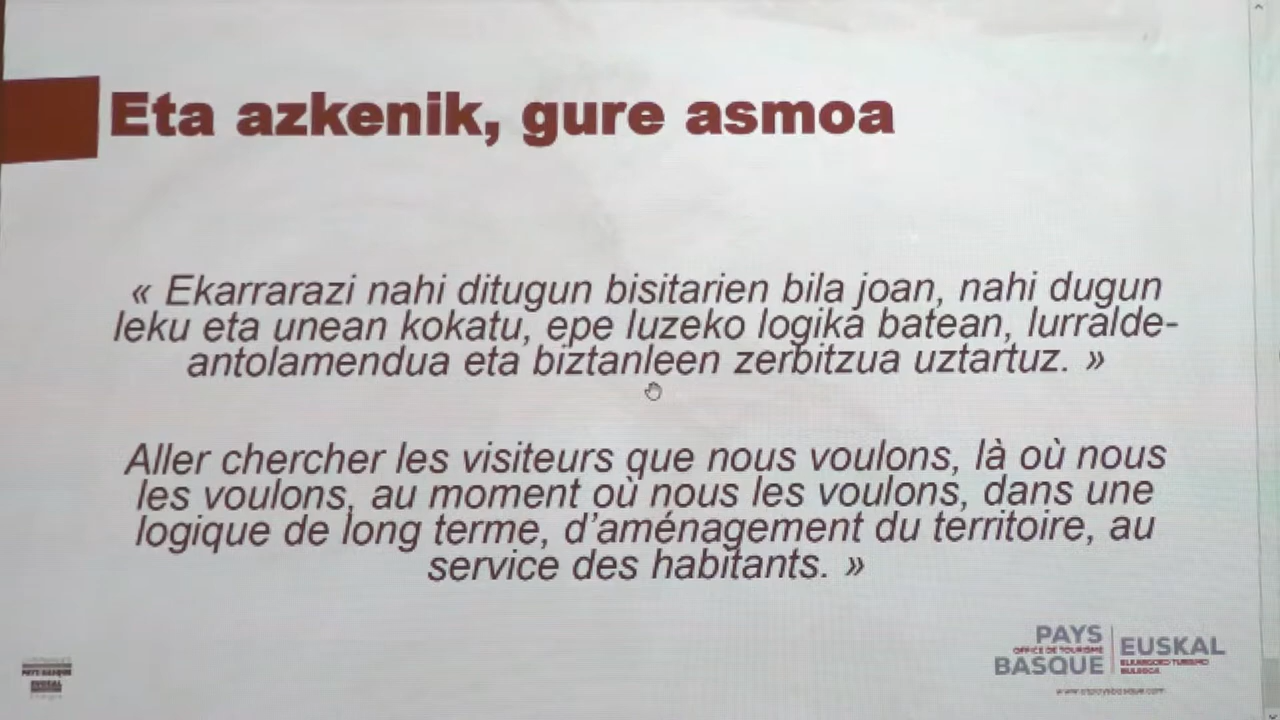 Eta azkenik, gure asmoa
« Ekarrarazi nahi ditugun bisitarien bila joan, nahi dugun
leku eta unean kokatu, epe luzeko logika batean, lurralde-
antolamendua eta biztanleen zerbitzua uztartuz. »
Aller chercher les visiteurs que nous voulons, là où nous
les voulons, au moment où nous les voulons, dans une
logique de long terme, d’aménagement du territoire, au
service des habitants. »
PAYS
OFFICE DE TOURISME
BASQUE
EUSKAL
ELKARGOKO TURISMO
BULEGOA
PAYS BASQUE
EUSKAL